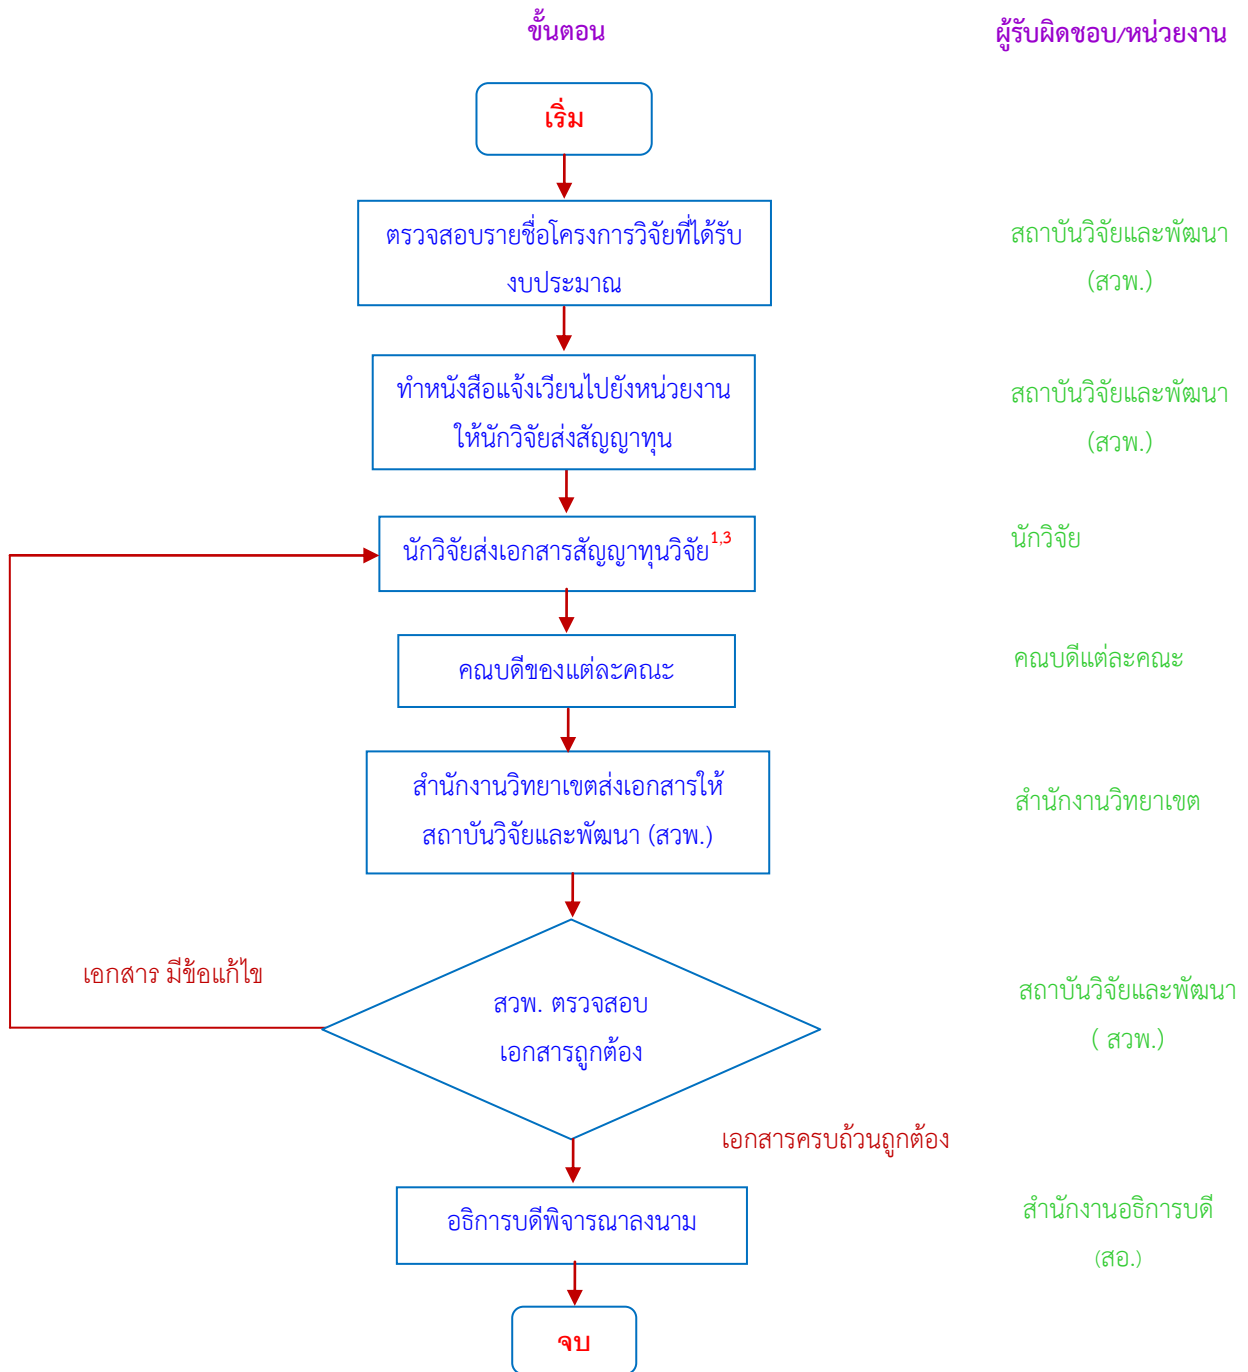 ขั้นตอน
ผู้รับผิดชอบ/หน่วยงาน
เริ่ม
ตรวจสอบรายชื่อโครงการวิจัยที่ได้รับ
งบประมาณ
สถาบันวิจัยและพัฒนา
(สวพ.)
ทำหนังสือแจ้งเวียนไปยังหน่วยงาน
ให้นักวิจัยส่งสัญญาทุน
สถาบันวิจัยและพัฒนา
(สวพ.)
นักวิจัยส่งเอกสารสัญญาทุนวิจัย1,3
นักวิจัย
คณบดีของแต่ละคณะ
คณบดีแต่ละคณะ
สำนักงานวิทยาเขตส่งเอกสารให้
สถาบันวิจัยและพัฒนา (สวพ.)
สำนักงานวิทยาเขต
เอกสาร มีข้อแก้ไข
สวพ. ตรวจสอบ
เอกสารถูกต้อง
สถาบันวิจัยและพัฒนา
( สวพ.)
เอกสารครบถ้วนถูกต้อง
อธิการบดีพิจารณาลงนาม
สำนักงานอธิการบดี
(สอ.)
จบ